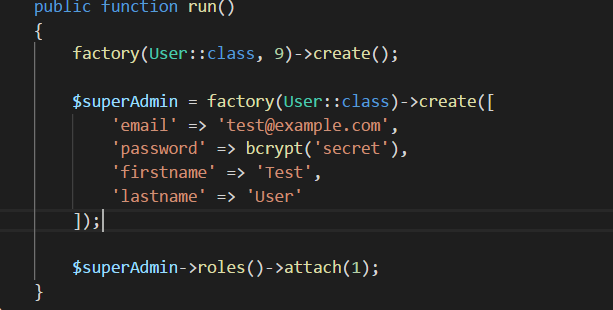 public function run()
{
    factory(User::class, 9)->create();

    $superAdmin = factory(User::class)->create([
        'email' => 'test@example.com',
        'password' => bcrypt('secret'),
        'firstname' => 'Test',
        'lastname' => 'User'
    ]);

    $superAdmin->roles()->attach(1);
}